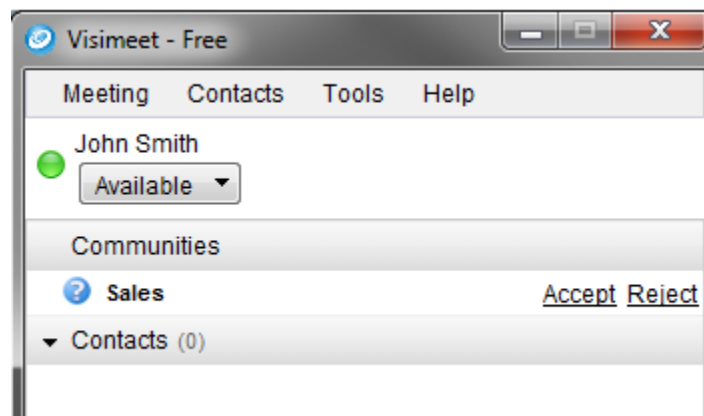 Visimeet - Free
Meeting Contacts Tools Help
John Smith
Available
Communities
Sales Accept Reject
Contacts (0)